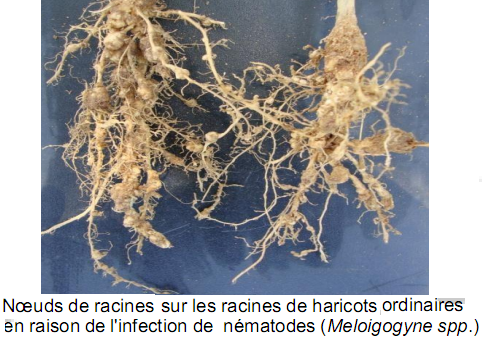 Nœuds de racines sur les racines de haricots ordinaires
en raison de l'infection de nématodes (Meloigogyne spp.)